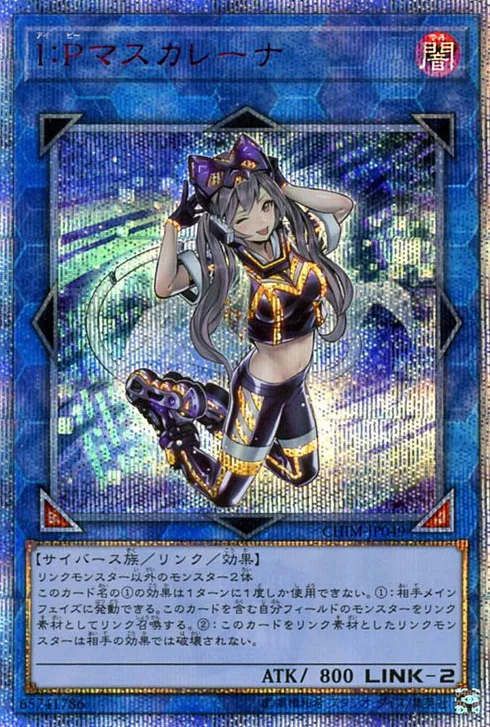 アイ ピー
I:Pマスカレーナ
やみ
闇
CHIM-JP049
【サイバース族／リンク／効果】
リンクモンスター以外のモンスター2体
このカード名の①の効果は1ターンに1度しか使用できない。①：相手メイン
フェイズに発動できる。このカードを含む自分フィールドのモンスターをリンク
素材としてリンク召喚する。②：このカードをリンク素材としたリンクモン
スターは相手の効果では破壊されない。
ATK/ 800 LINK-2
65741786